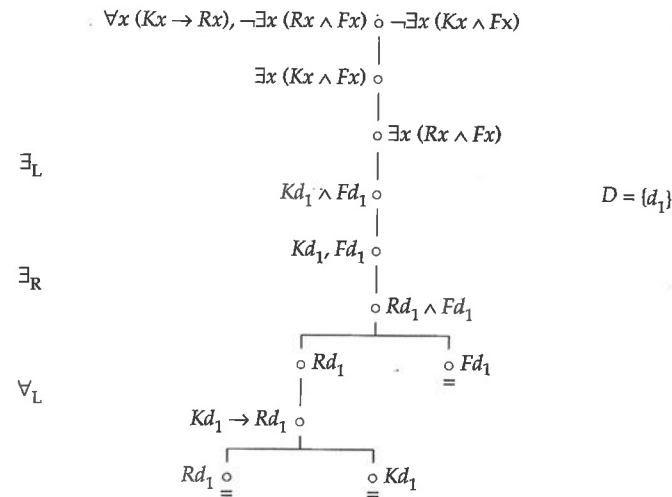 ∀x (Kx → Rx), ¬∃x (Rx ∧ Fx) ∘ ¬∃x (Kx ∧ Fx)
∃x (Kx ∧ Fx) ∘
∘ ∃x (Rx ∧ Fx)
∃L
Kd₁ ∧ Fd₁ ∘ D = {d₁}
Kd₁, Fd₁ ∘
∃R
∘ Rd₁ ∧ Fd₁
∘ Rd₁ ∘ Fd₁
∀L
Kd₁ → Rd₁ ∘
Rd₁ ∘ ∘ Kd₁